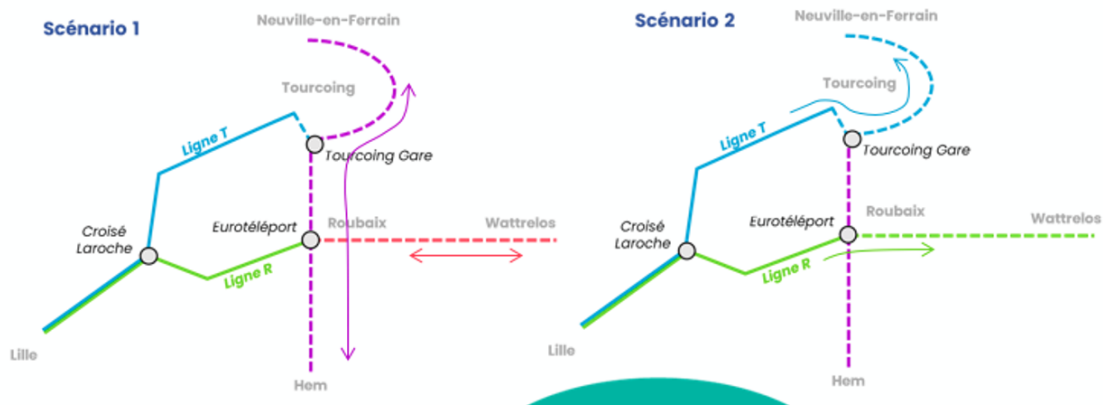 Scénario 1
Neuville-en-Ferrain
Tourcoing
Ligne T
Tourcoing Gare
Croisé
Laroche
Eurotéléport
Roubaix
Wattrelos
Ligne R
Lille
Hem
Scénario 2
Neuville-en-Ferrain
Tourcoing
Ligne T
Tourcoing Gare
Croisé
Laroche
Eurotéléport
Roubaix
Wattrelos
Ligne R
Lille
Hem